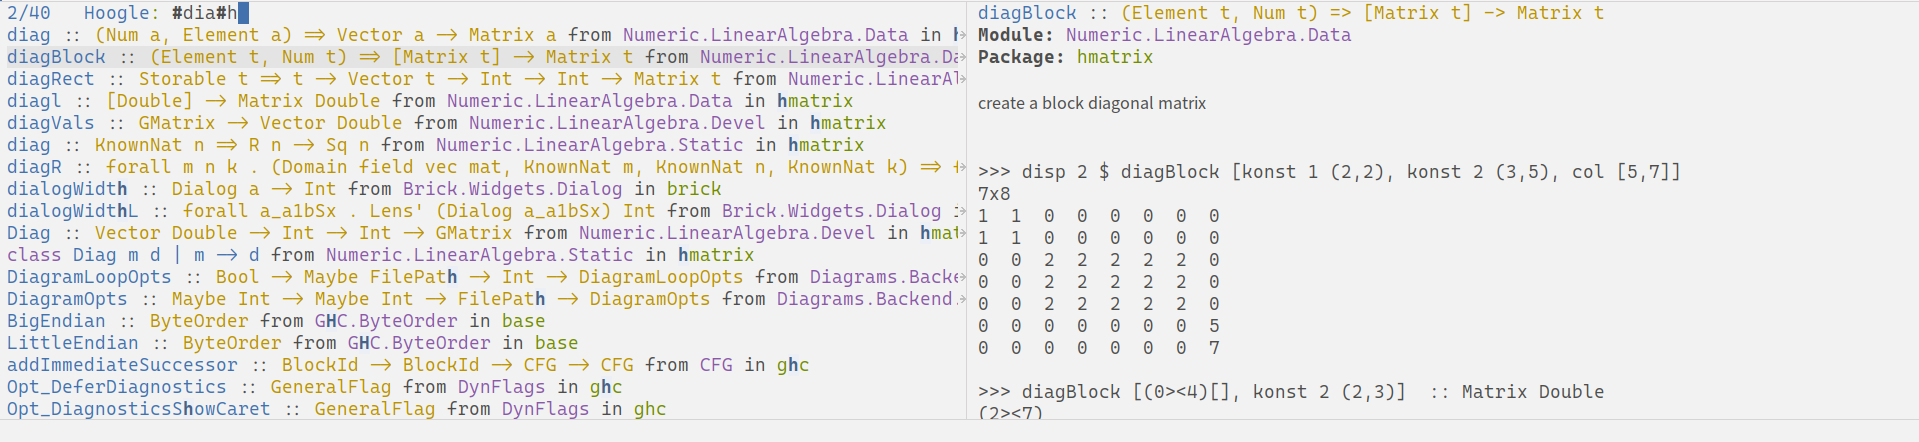 2/40   Hoogle: #dia#h
diag :: (Num a, Element a) => Vector a -> Matrix a from Numeric.LinearAlgebra.Data in
diagBlock :: (Element t, Num t) => [Matrix t] -> Matrix t from Numeric.LinearAlgebra.Da
diagRect :: Storable t => t -> Vector t -> Int -> Int -> Matrix t from Numeric.LinearAl
diagl :: [Double] -> Matrix Double from Numeric.LinearAlgebra.Data in hmatrix
diagVals :: GMatrix -> Vector Double from Numeric.LinearAlgebra.Devel in hmatrix
diag :: KnownNat n => R n -> Sq n from Numeric.LinearAlgebra.Static in hmatrix
diagR :: forall m n k . (Domain field vec mat, KnownNat m, KnownNat n, KnownNat k) =>
dialogWidth :: Dialog a -> Int from Brick.Widgets.Dialog in brick
dialogWidthL :: forall a_a1bSx . Lens' (Dialog a_a1bSx) Int from Brick.Widgets.Dialog
Diag :: Vector Double -> Int -> Int -> GMatrix from Numeric.LinearAlgebra.Devel in hmat
class Diag m d | m -> d from Numeric.LinearAlgebra.Static in hmatrix
DiagramLoopOpts :: Bool -> Maybe FilePath -> Int -> DiagramLoopOpts from Diagrams.Backe
DiagramOpts :: Maybe Int -> Maybe Int -> FilePath -> DiagramOpts from Diagrams.Backend.
BigEndian :: ByteOrder from GHC.ByteOrder in base
LittleEndian :: ByteOrder from GHC.ByteOrder in base
addImmediateSuccessor :: BlockId -> BlockId -> CFG -> CFG from CFG in ghc
Opt_DeferDiagnostics :: GeneralFlag from DynFlags in ghc
Opt_DiagnosticsShowCaret :: GeneralFlag from DynFlags in ghc
diagBlock :: (Element t, Num t) => [Matrix t] -> Matrix t
Module: Numeric.LinearAlgebra.Data
Package: hmatrix
create a block diagonal matrix
>>> disp 2 $ diagBlock [konst 1 (2,2), konst 2 (3,5), col [5,7]]
7x8
1  1  0  0  0  0  0  0
1  1  0  0  0  0  0  0
0  0  2  2  2  2  2  0
0  0  2  2  2  2  2  0
0  0  2  2  2  2  2  0
0  0  0  0  0  0  0  5
0  0  0  0  0  0  0  7
>>> diagBlock [(0><4)[], konst 2 (2,3)]  :: Matrix Double
(2><7)